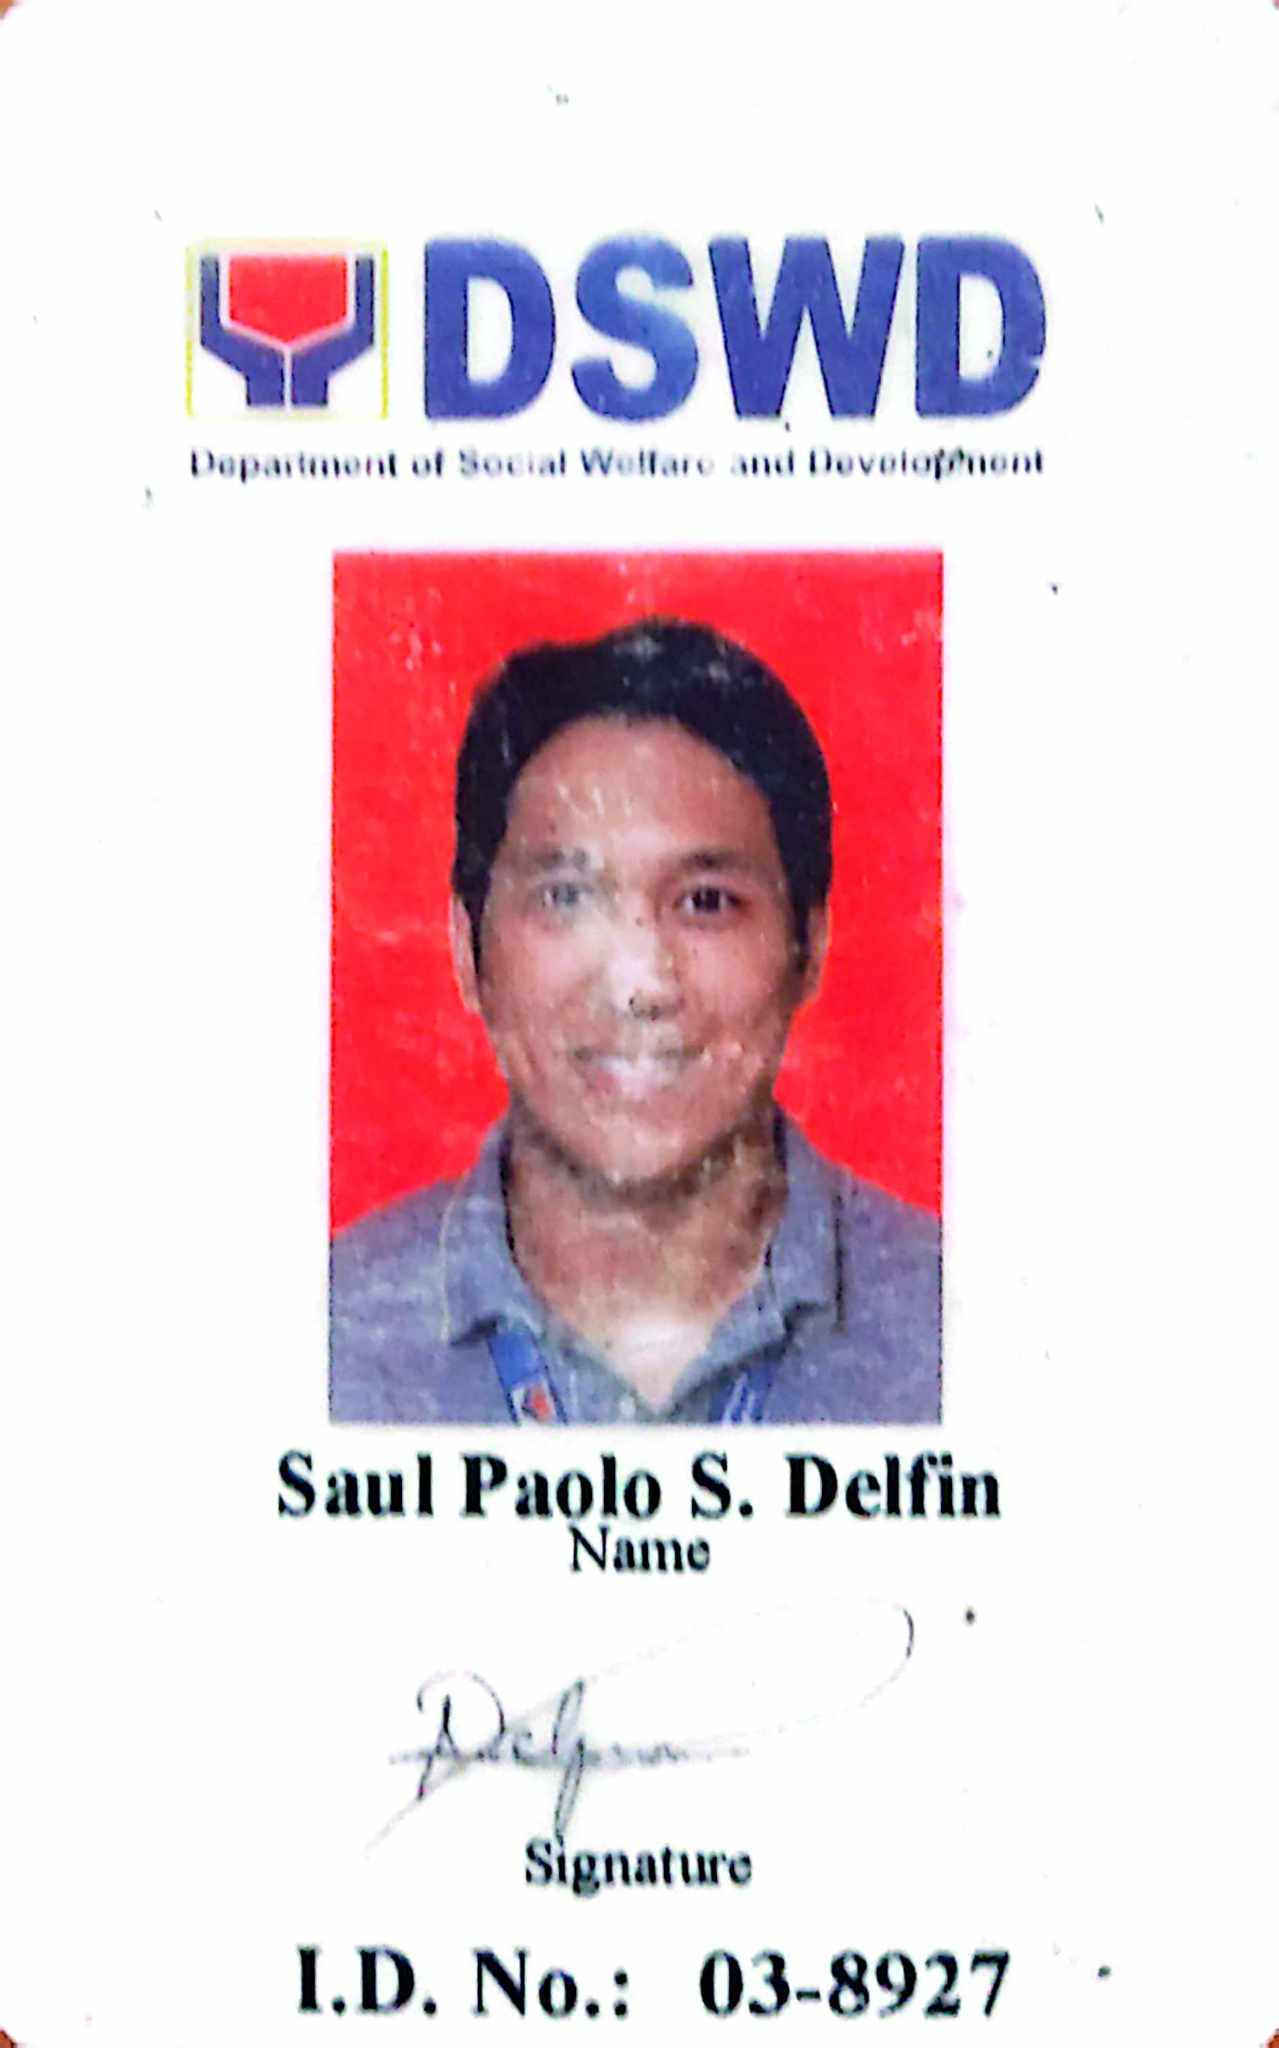 DSWD
Department of Social Welfare and Development
Saul Paolo S. Delfin
Name
Signature
I.D. No.: 03-8927